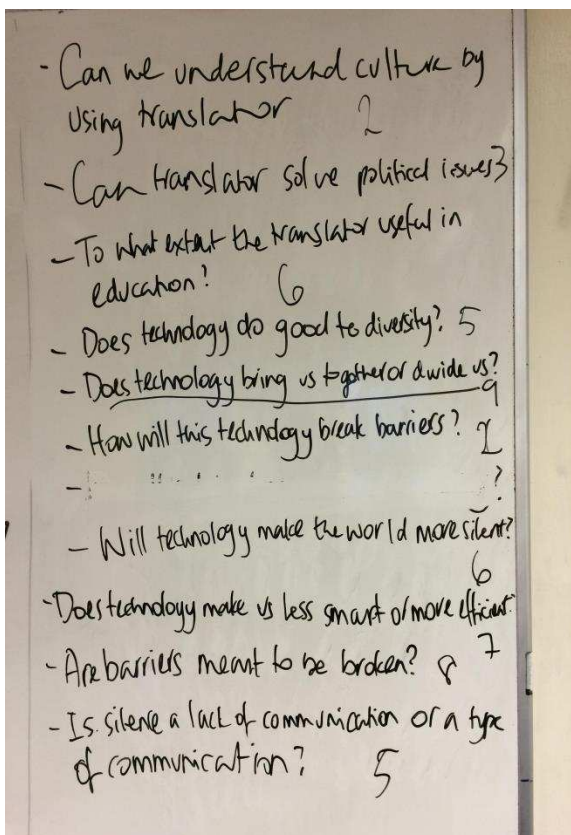 - Can we understand culture by
using translator 2
- Can translator solve political issues 3
- To what extent the translator useful in
education? 6
- Does technology do good to diversity? 5
- Does technology bring us togather or divide us?
9
- How will this technology break barriers? 2
- ?
- Will technology make the world more silent?
6
- Does technology make us less smart or more efficient.
7
- Are barriers meant to be broken? 8
- Is silence a lack of communication or a type
of communication? 5